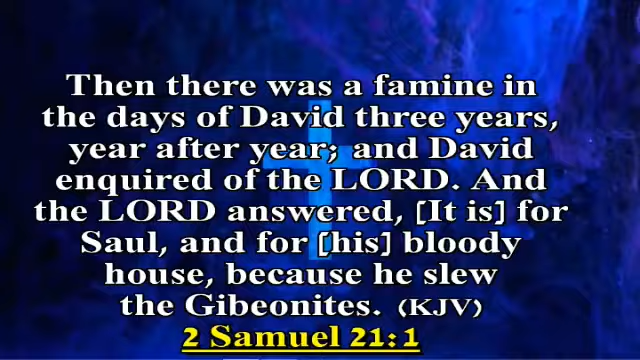 Then there was a famine in
the days of David three years,
year after year; and David
enquired of the LORD. And
the LORD answered, [It is] for
Saul, and for [his] bloody
house, because he slew
the Gibeonites. (KJV)
2 Samuel 21:1